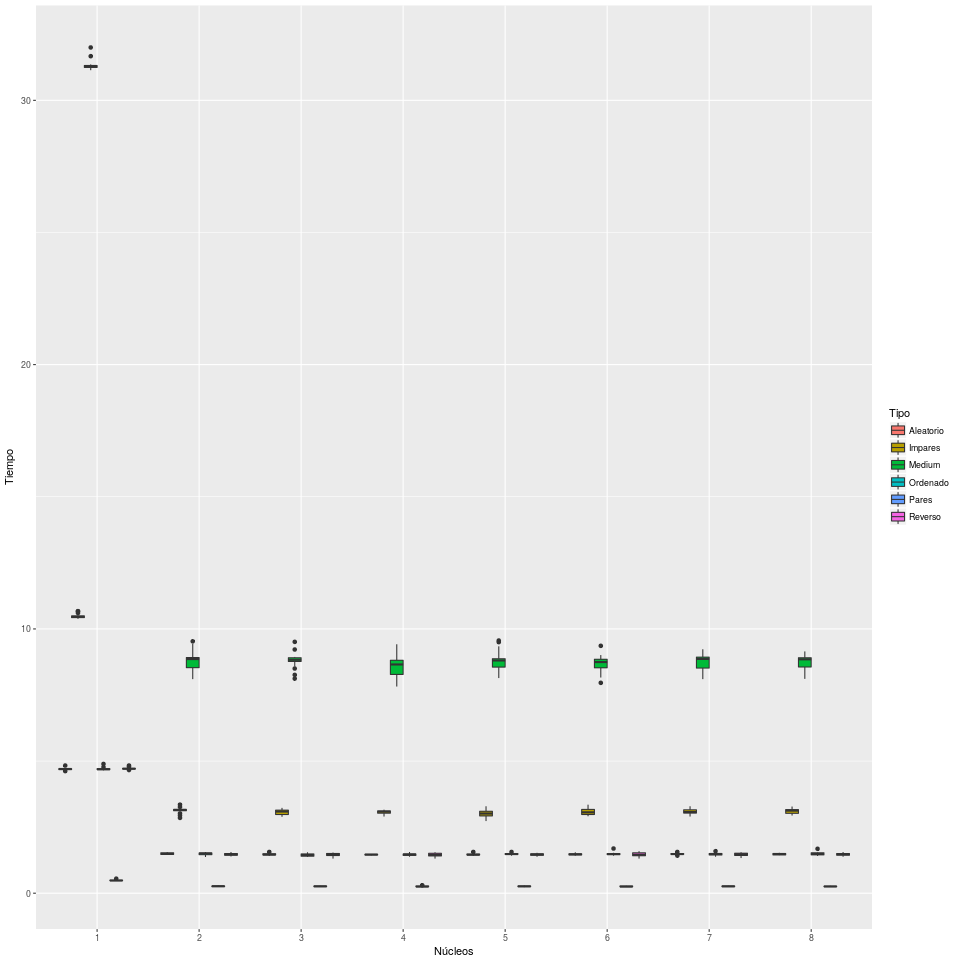 30
20
10
0
Tiempo
1 2 3 4 5 6 7 8
Núcleos
Tipo
Aleatorio
Impares
Medium
Ordenado
Pares
Reverso